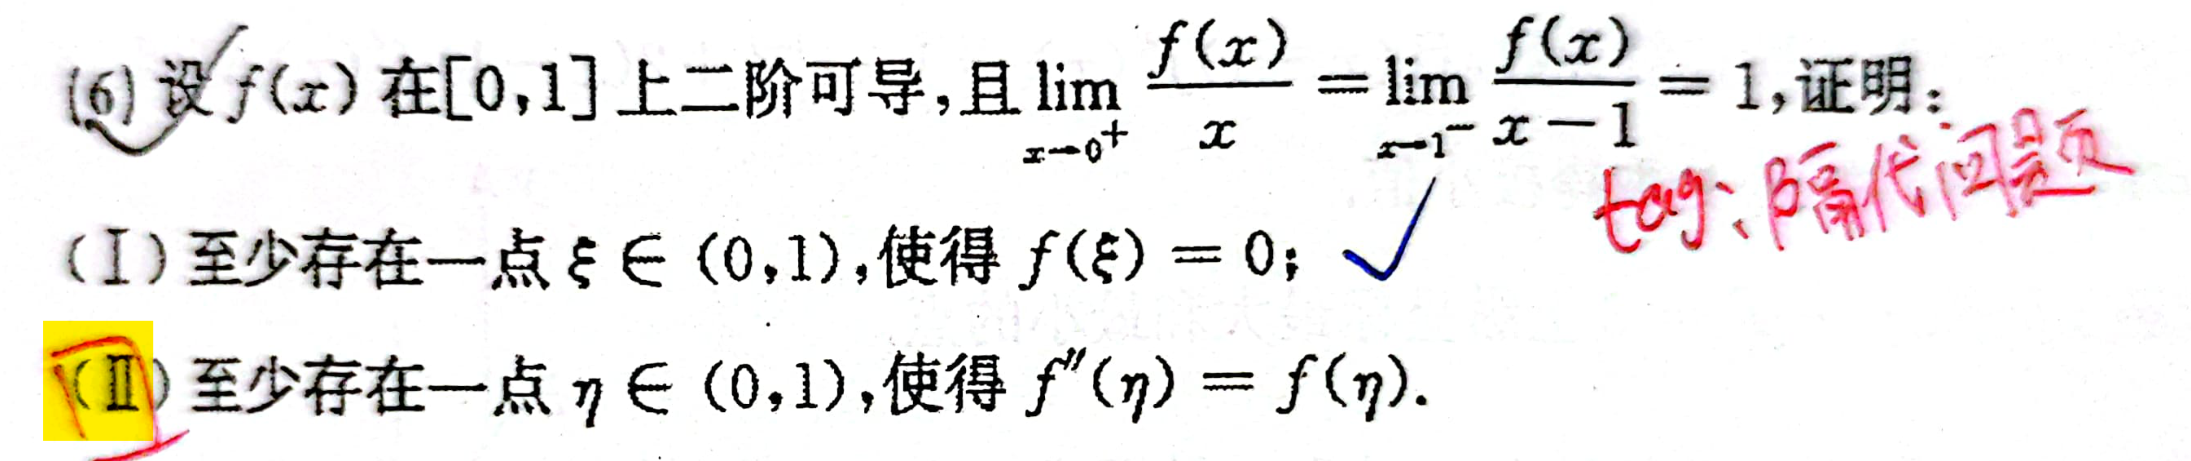 (6) 设 f(x) 在[0,1]上二阶可导,且 lim_{x→0⁺} f(x)/x = lim_{x→1⁻} f(x)/(x-1) = 1,证明:
tag:隔代问题
(Ⅰ)至少存在一点 ξ ∈ (0,1),使得 f(ξ) = 0;
(Ⅱ)至少存在一点 η ∈ (0,1),使得 f″(η) = f(η).